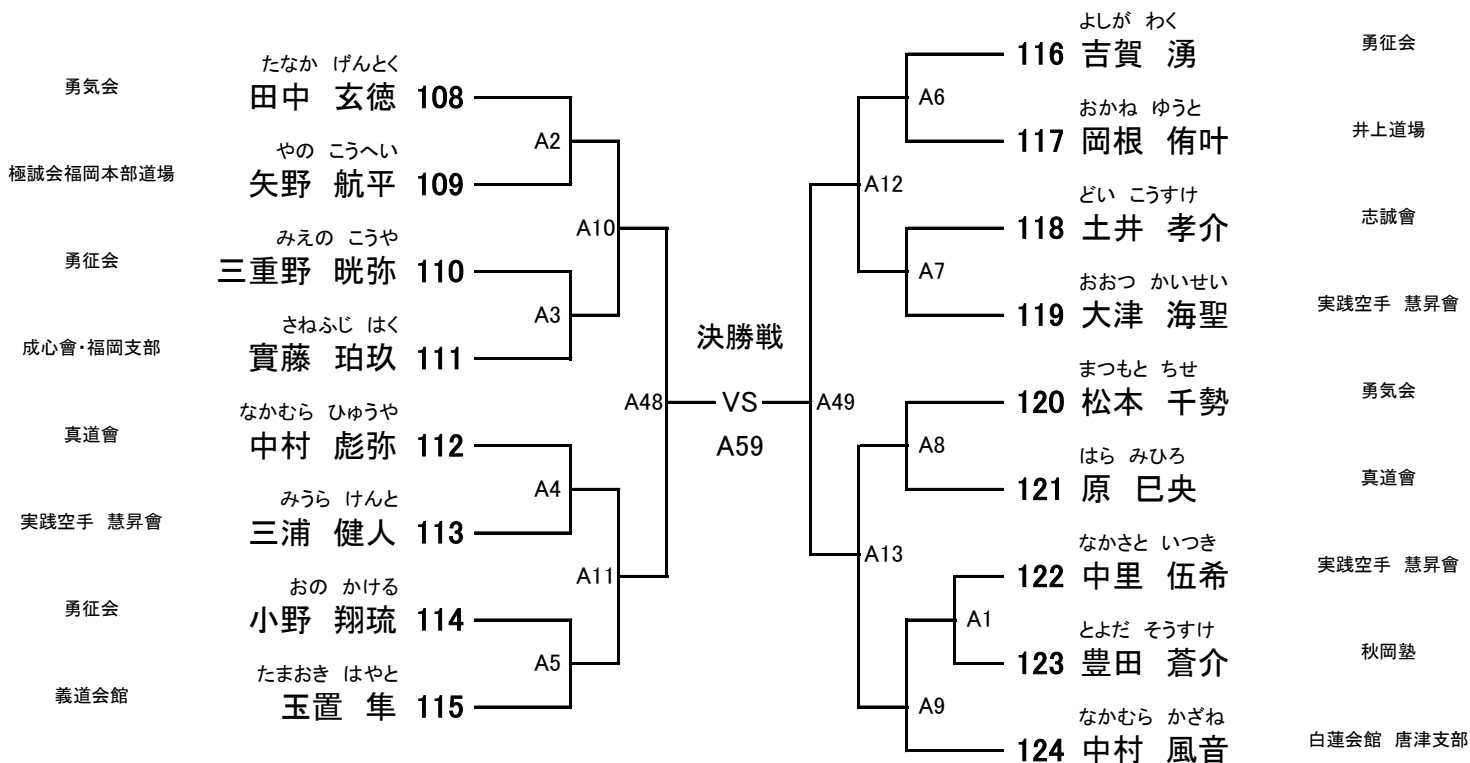 たなか げんとく
勇気会
田中 玄徳 108
A2
やの こうへい
極誠会福岡本部道場
矢野 航平 109
A10
みえの こうや
勇征会
三重野 晄弥 110
A3
さねふじ はく
成心會・福岡支部
實藤 珀玖 111
A48
なかむら ひゅうや
真道會
中村 彪弥 112
A4
みうら けんと
実践空手 慧昇會
三浦 健人 113
A11
おの かける
勇征会
小野 翔琉 114
A5
たまおき はやと
義道会館
玉置 隼 115
決勝戦
VS
A59
よしが わく
116 吉賀 湧
勇征会
A6
おかね ゆうと
117 岡根 侑叶
井上道場
A12
どい こうすけ
118 土井 孝介
志誠會
A7
おおつ かいせい
119 大津 海聖
実践空手 慧昇會
A49
まつもと ちせ
120 松本 千勢
勇気会
A8
はら みひろ
121 原 巳央
真道會
A13
なかさと いつき
122 中里 伍希
実践空手 慧昇會
A1
とよだ そうすけ
123 豊田 蒼介
秋岡塾
A9
なかむら かざね
124 中村 風音
白蓮会館 唐津支部